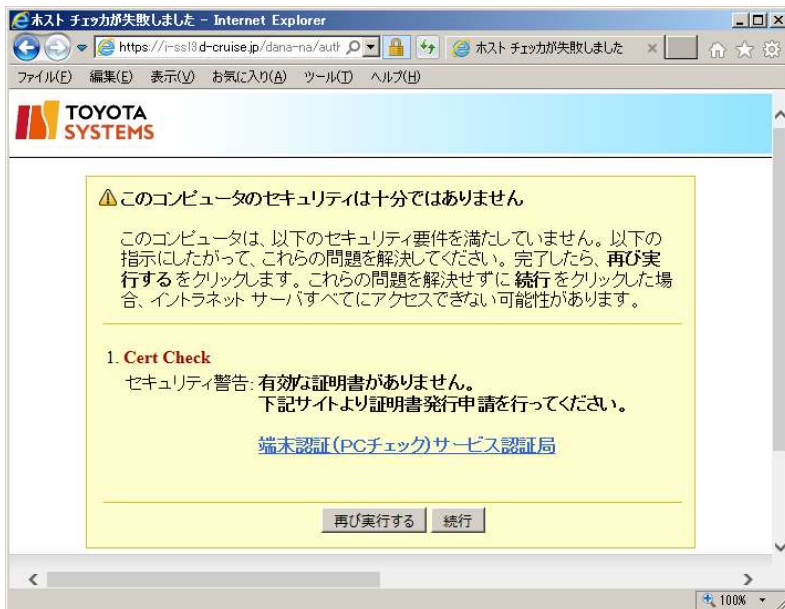 ホスト チェッカが失敗しました - Internet Explorer
https://i-ssl3d-cruise.jp/dana-na/auth
ホスト チェッカが失敗しました
ファイル(F) 編集(E) 表示(V) お気に入り(A) ツール(T) ヘルプ(H)
TOYOTA
SYSTEMS
このコンピュータのセキュリティは十分ではありません
このコンピュータは、以下のセキュリティ要件を満たしていません。以下の
指示にしたがって、これらの問題を解決してください。完了したら、再び実
行する をクリックします。これらの問題を解決せずに 続行 をクリックした場
合、イントラネット サーバすべてにアクセスできない可能性があります。
1. Cert Check
セキュリティ警告: 有効な証明書がありません。
下記サイトより証明書発行申請を行ってください。
端末認証(PCチェック)サービス認証局
再び実行する 続行
100%